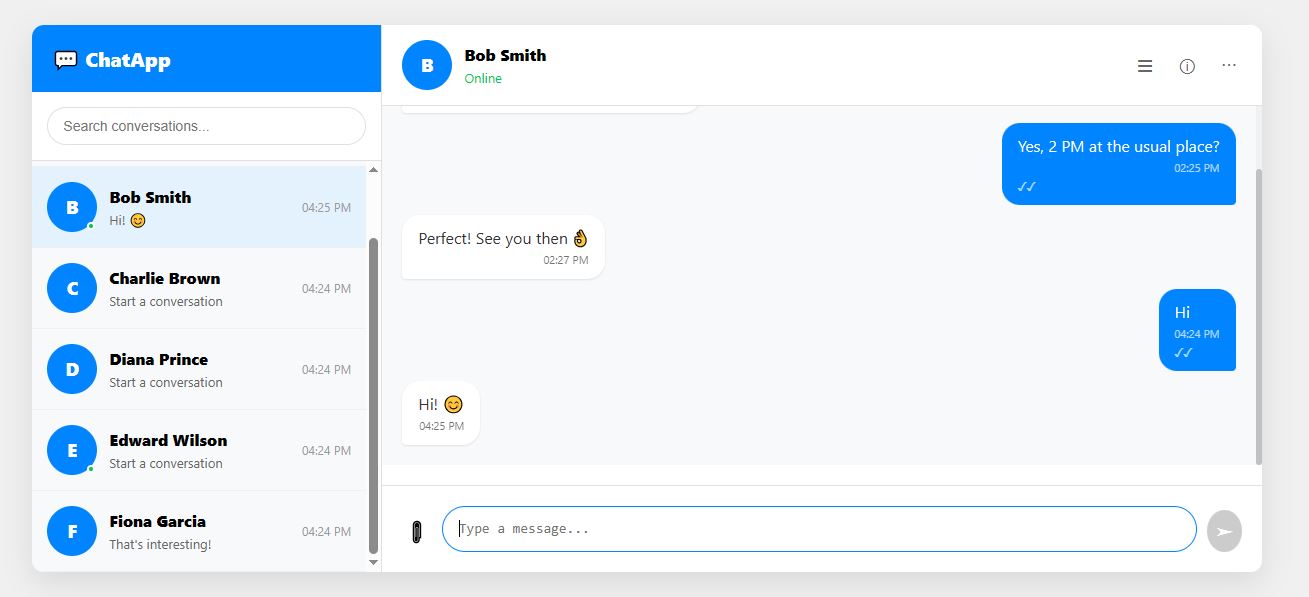 💬 ChatApp
Search conversations...
B
Bob Smith
Hi! 😊
04:25 PM
C
Charlie Brown
Start a conversation
04:24 PM
D
Diana Prince
Start a conversation
04:24 PM
E
Edward Wilson
Start a conversation
04:24 PM
F
Fiona Garcia
That's interesting!
04:24 PM
B
Bob Smith
Online
Yes, 2 PM at the usual place?
02:25 PM
✓✓
Perfect! See you then 👌
02:27 PM
Hi
04:24 PM
✓✓
Hi! 😊
04:25 PM
Type a message...